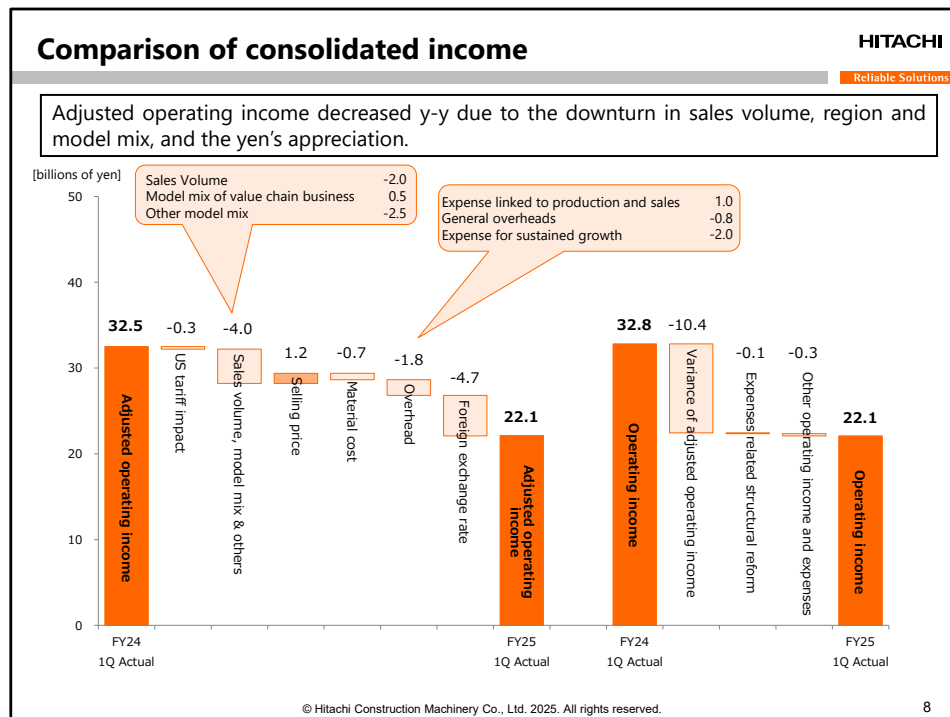 Comparison of consolidated income
HITACHI
Reliable Solutions
Adjusted operating income decreased y-y due to the downturn in sales volume, region and
model mix, and the yen's appreciation.
[billions of yen]
Sales Volume -2.0
Model mix of value chain business 0.5
Other model mix -2.5
Expense linked to production and sales 1.0
General overheads -0.8
Expense for sustained growth -2.0
50
40
30
20
10
0
32.5
-0.3
-4.0
1.2
-0.7
-1.8
-4.7
22.1
32.8
-10.4
-0.1
-0.3
22.1
Adjusted operating income
US tariff impact
Sales volume, model mix & others
Selling price
Material cost
Overhead
Foreign exchange rate
Adjusted operating
income
Operating income
Variance of adjusted operating income
Expenses related structural reform
Other operating income and expenses
Operating income
FY24
1Q Actual
FY25
1Q Actual
FY24
1Q Actual
FY25
1Q Actual
© Hitachi Construction Machinery Co., Ltd. 2025. All rights reserved.
8